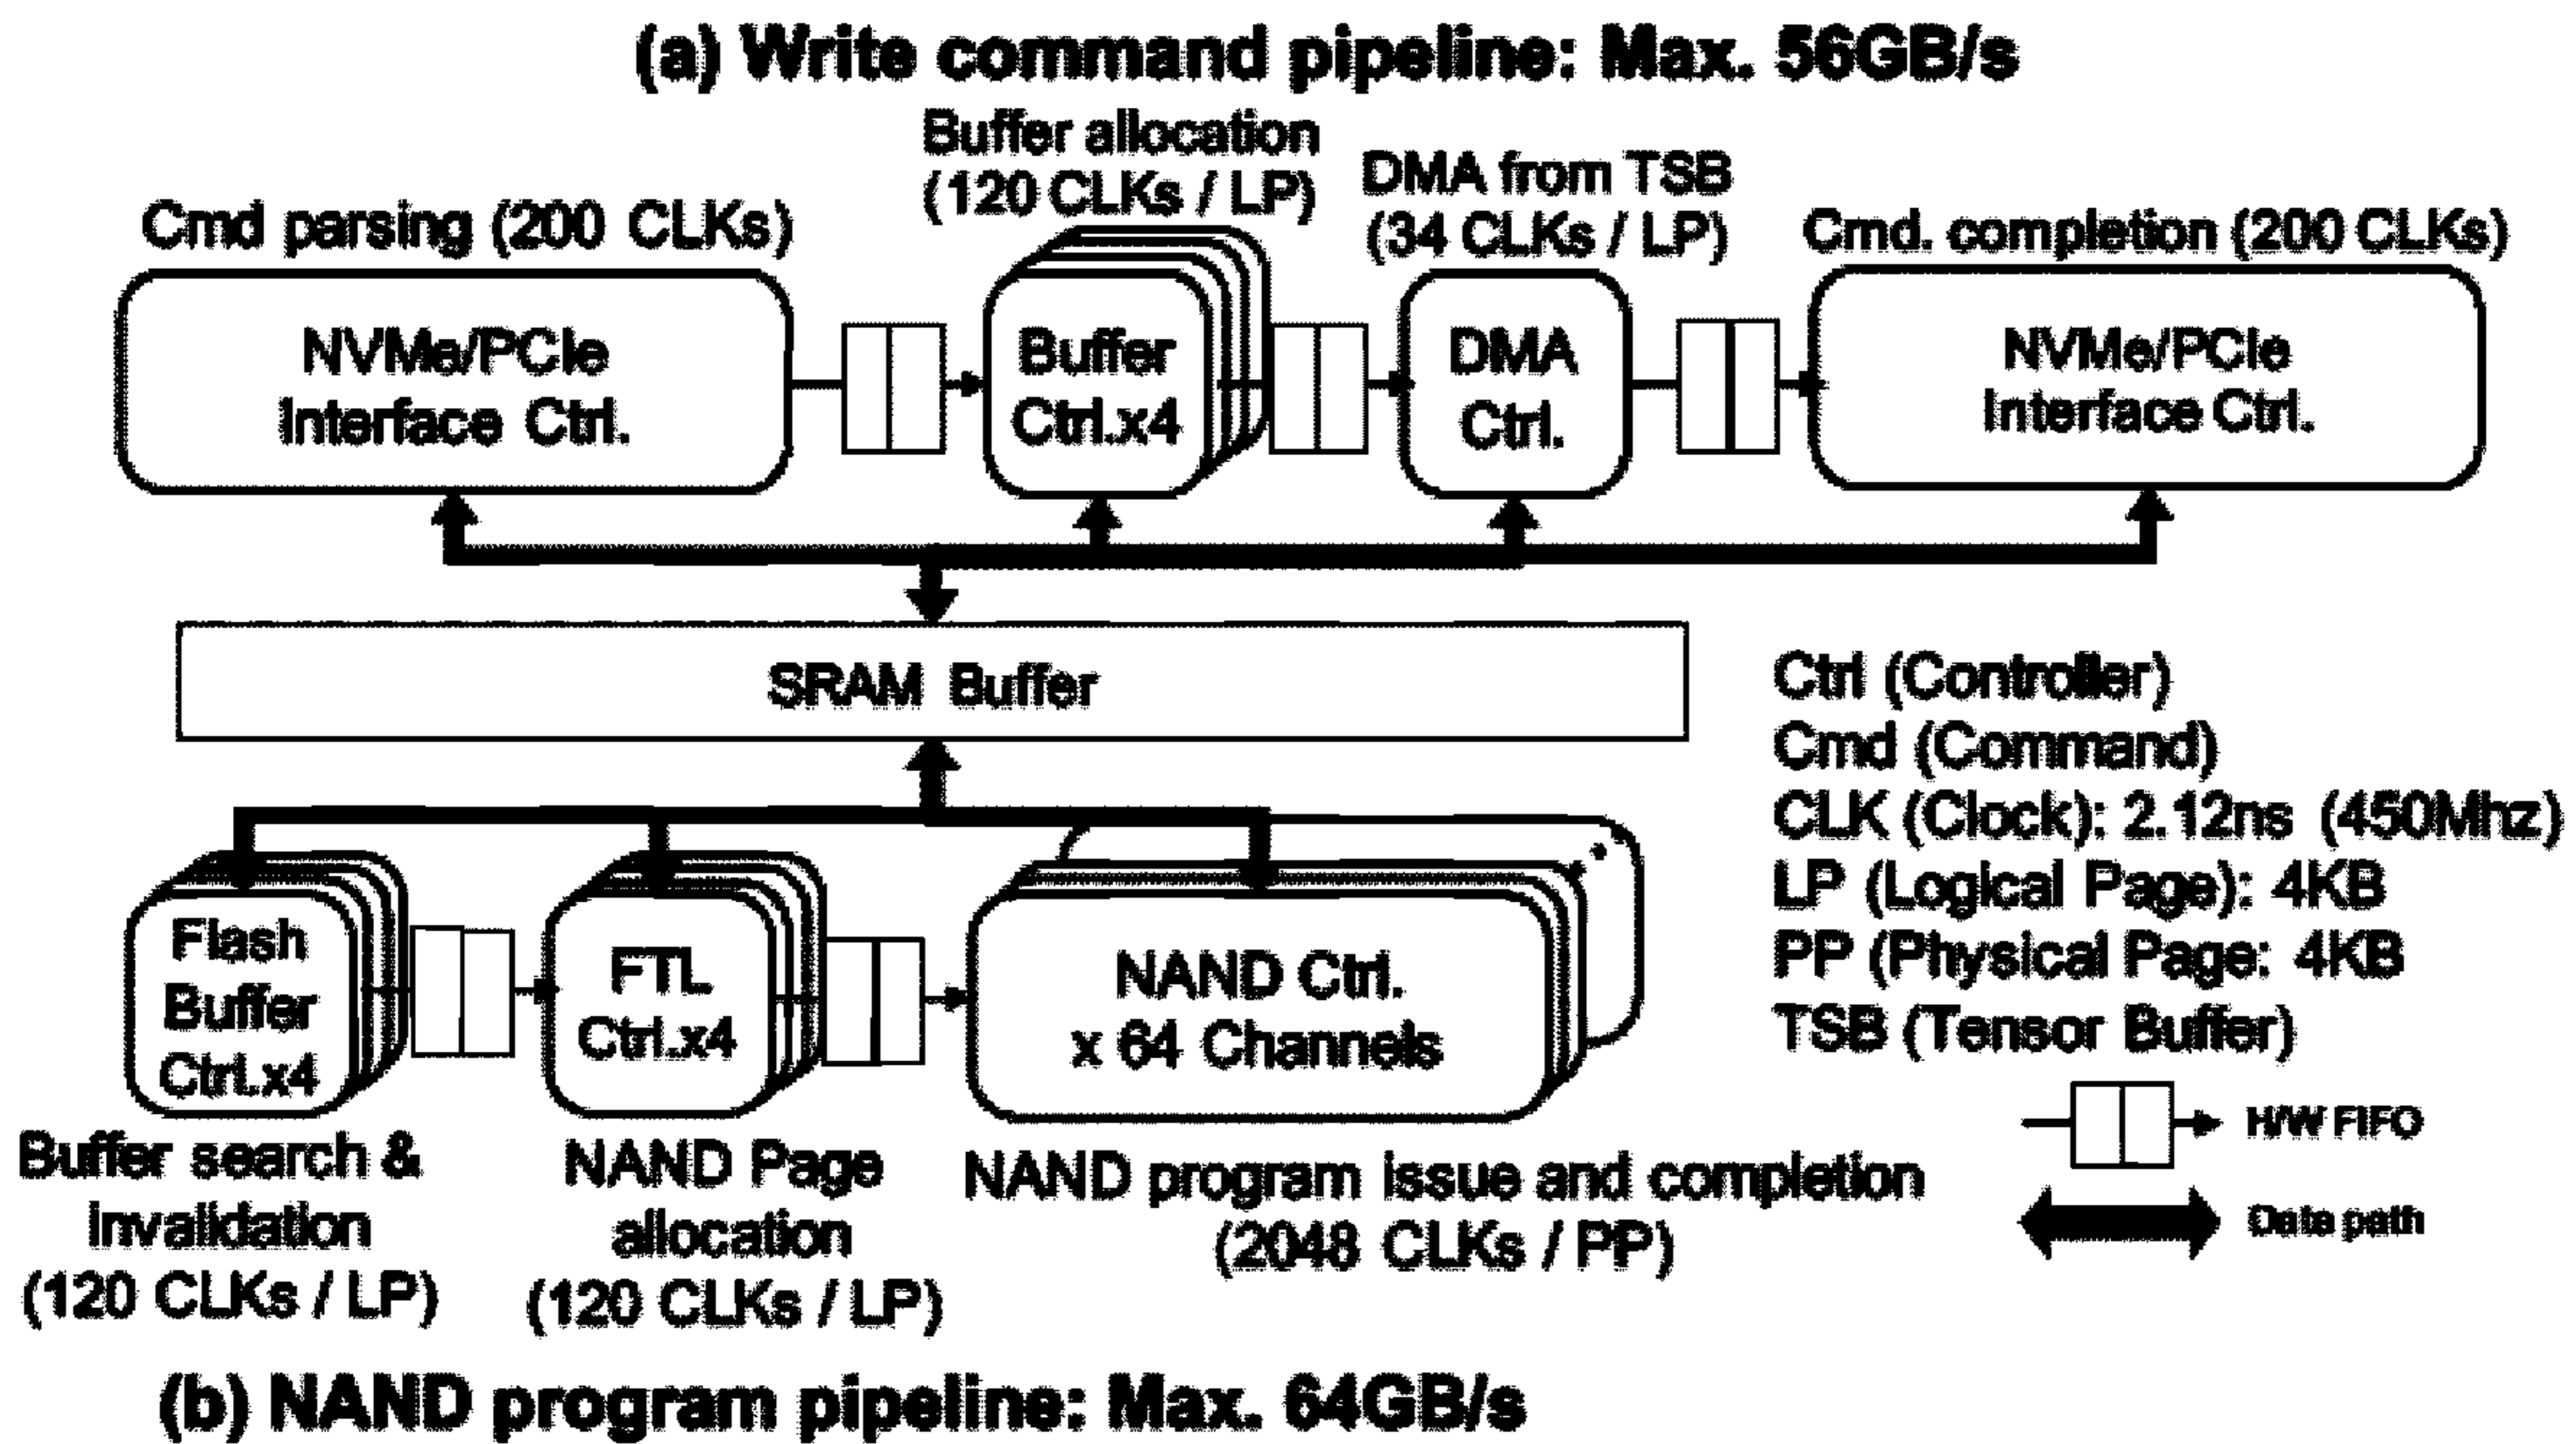 (a) Write command pipeline: Max. 56GB/s
Buffer allocation
(120 CLKs / LP)
DMA from TSB
(34 CLKs / LP)
Cmd parsing (200 CLKs)
Cmd. completion (200 CLKs)
NVMe/PCIe
Interface Ctrl.
Buffer
Ctrl.x4
DMA
Ctrl.
NVMe/PCIe
Interface Ctrl.
SRAM Buffer
Ctrl (Controller)
Cmd (Command)
CLK (Clock): 2.12ns (450Mhz)
LP (Logical Page): 4KB
PP (Physical Page: 4KB
TSB (Tensor Buffer)
H/W FIFO
Data path
Flash
Buffer
Ctrl.x4
FTL
Ctrl.x4
NAND Ctrl.
x 64 Channels
Buffer search &
invalidation
(120 CLKs / LP)
NAND Page
allocation
(120 CLKs / LP)
NAND program issue and completion
(2048 CLKs / PP)
(b) NAND program pipeline: Max. 64GB/s